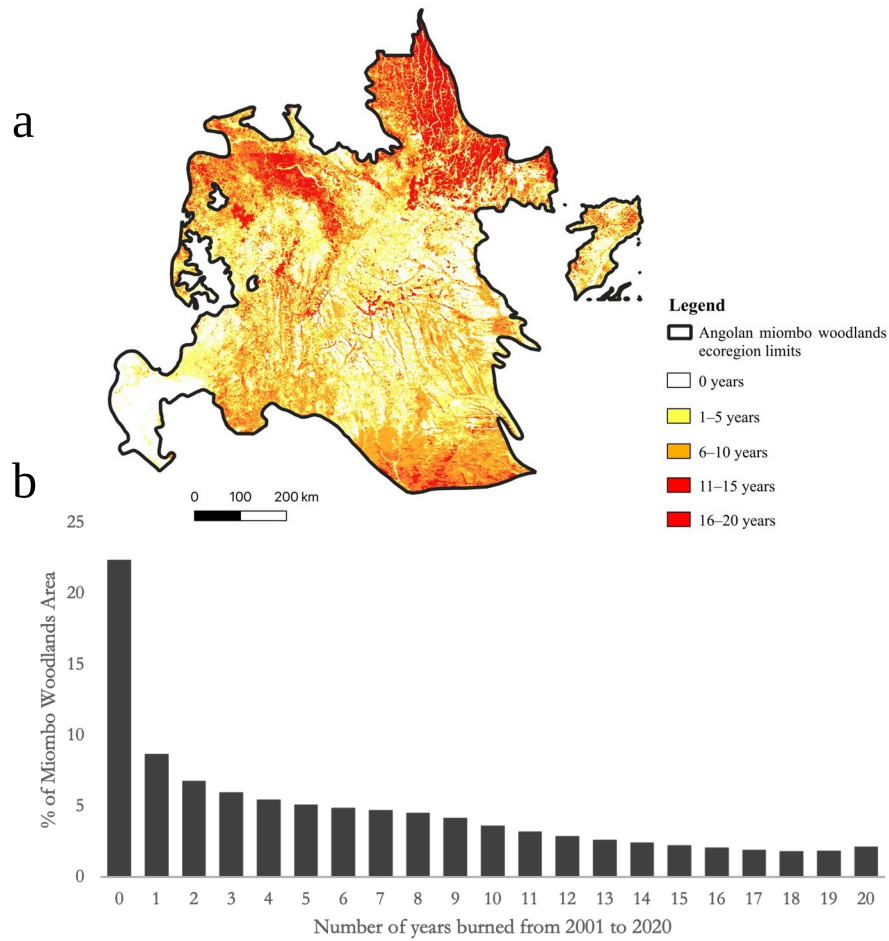 a
Legend
Angolan miombo woodlands
ecoregion limits
0 years
1–5 years
6–10 years
11–15 years
16–20 years
0 100 200 km
b
25
20
15
10
5
0
% of Miombo Woodlands Area
0 1 2 3 4 5 6 7 8 9 10 11 12 13 14 15 16 17 18 19 20
Number of years burned from 2001 to 2020